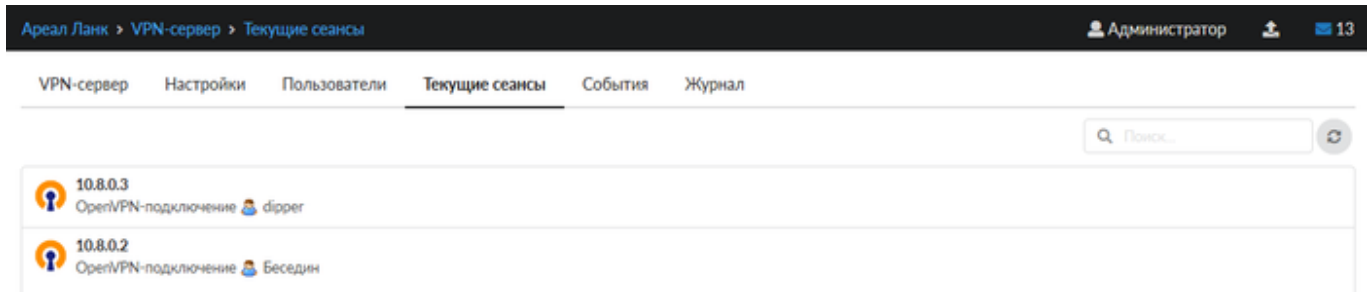 Ареал Ланк > VPN-сервер > Текущие сеансы Администратор 13
VPN-сервер Настройки Пользователи Текущие сеансы События Журнал
Поиск...
10.8.0.3
OpenVPN-подключение dipper
10.8.0.2
OpenVPN-подключение Беседин